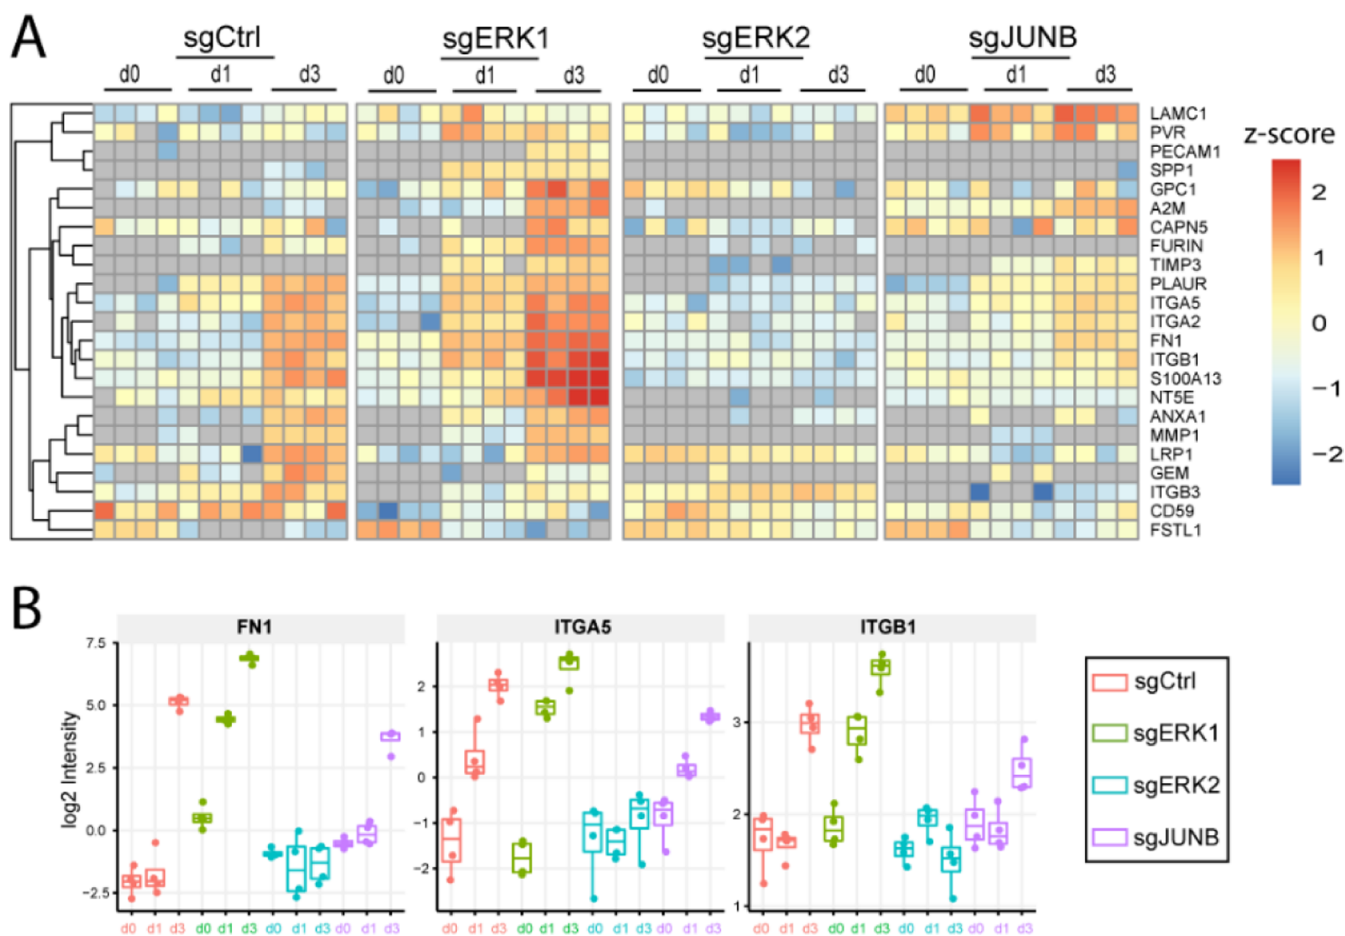 A
sgCtrl sgERK1 sgERK2 sgJUNB
d0 d1 d3 d0 d1 d3 d0 d1 d3 d0 d1 d3
LAMC1
PVR
PECAM1
SPP1
GPC1
A2M
CAPN5
FURIN
TIMP3
PLAUR
ITGA5
ITGA2
FN1
ITGB1
S100A13
NT5E
ANXA1
MMP1
LRP1
GEM
ITGB3
CD59
FSTL1
z-score
2
1
0
−1
−2
B
FN1 ITGA5 ITGB1
log2 Intensity
7.5
5.0
2.5
0.0
−2.5
2
1
0
−1
−2
3
2
1
d0 d1 d3 d0 d1 d3 d0 d1 d3 d0 d1 d3
d0 d1 d3 d0 d1 d3 d0 d1 d3 d0 d1 d3
d0 d1 d3 d0 d1 d3 d0 d1 d3 d0 d1 d3
sgCtrl
sgERK1
sgERK2
sgJUNB